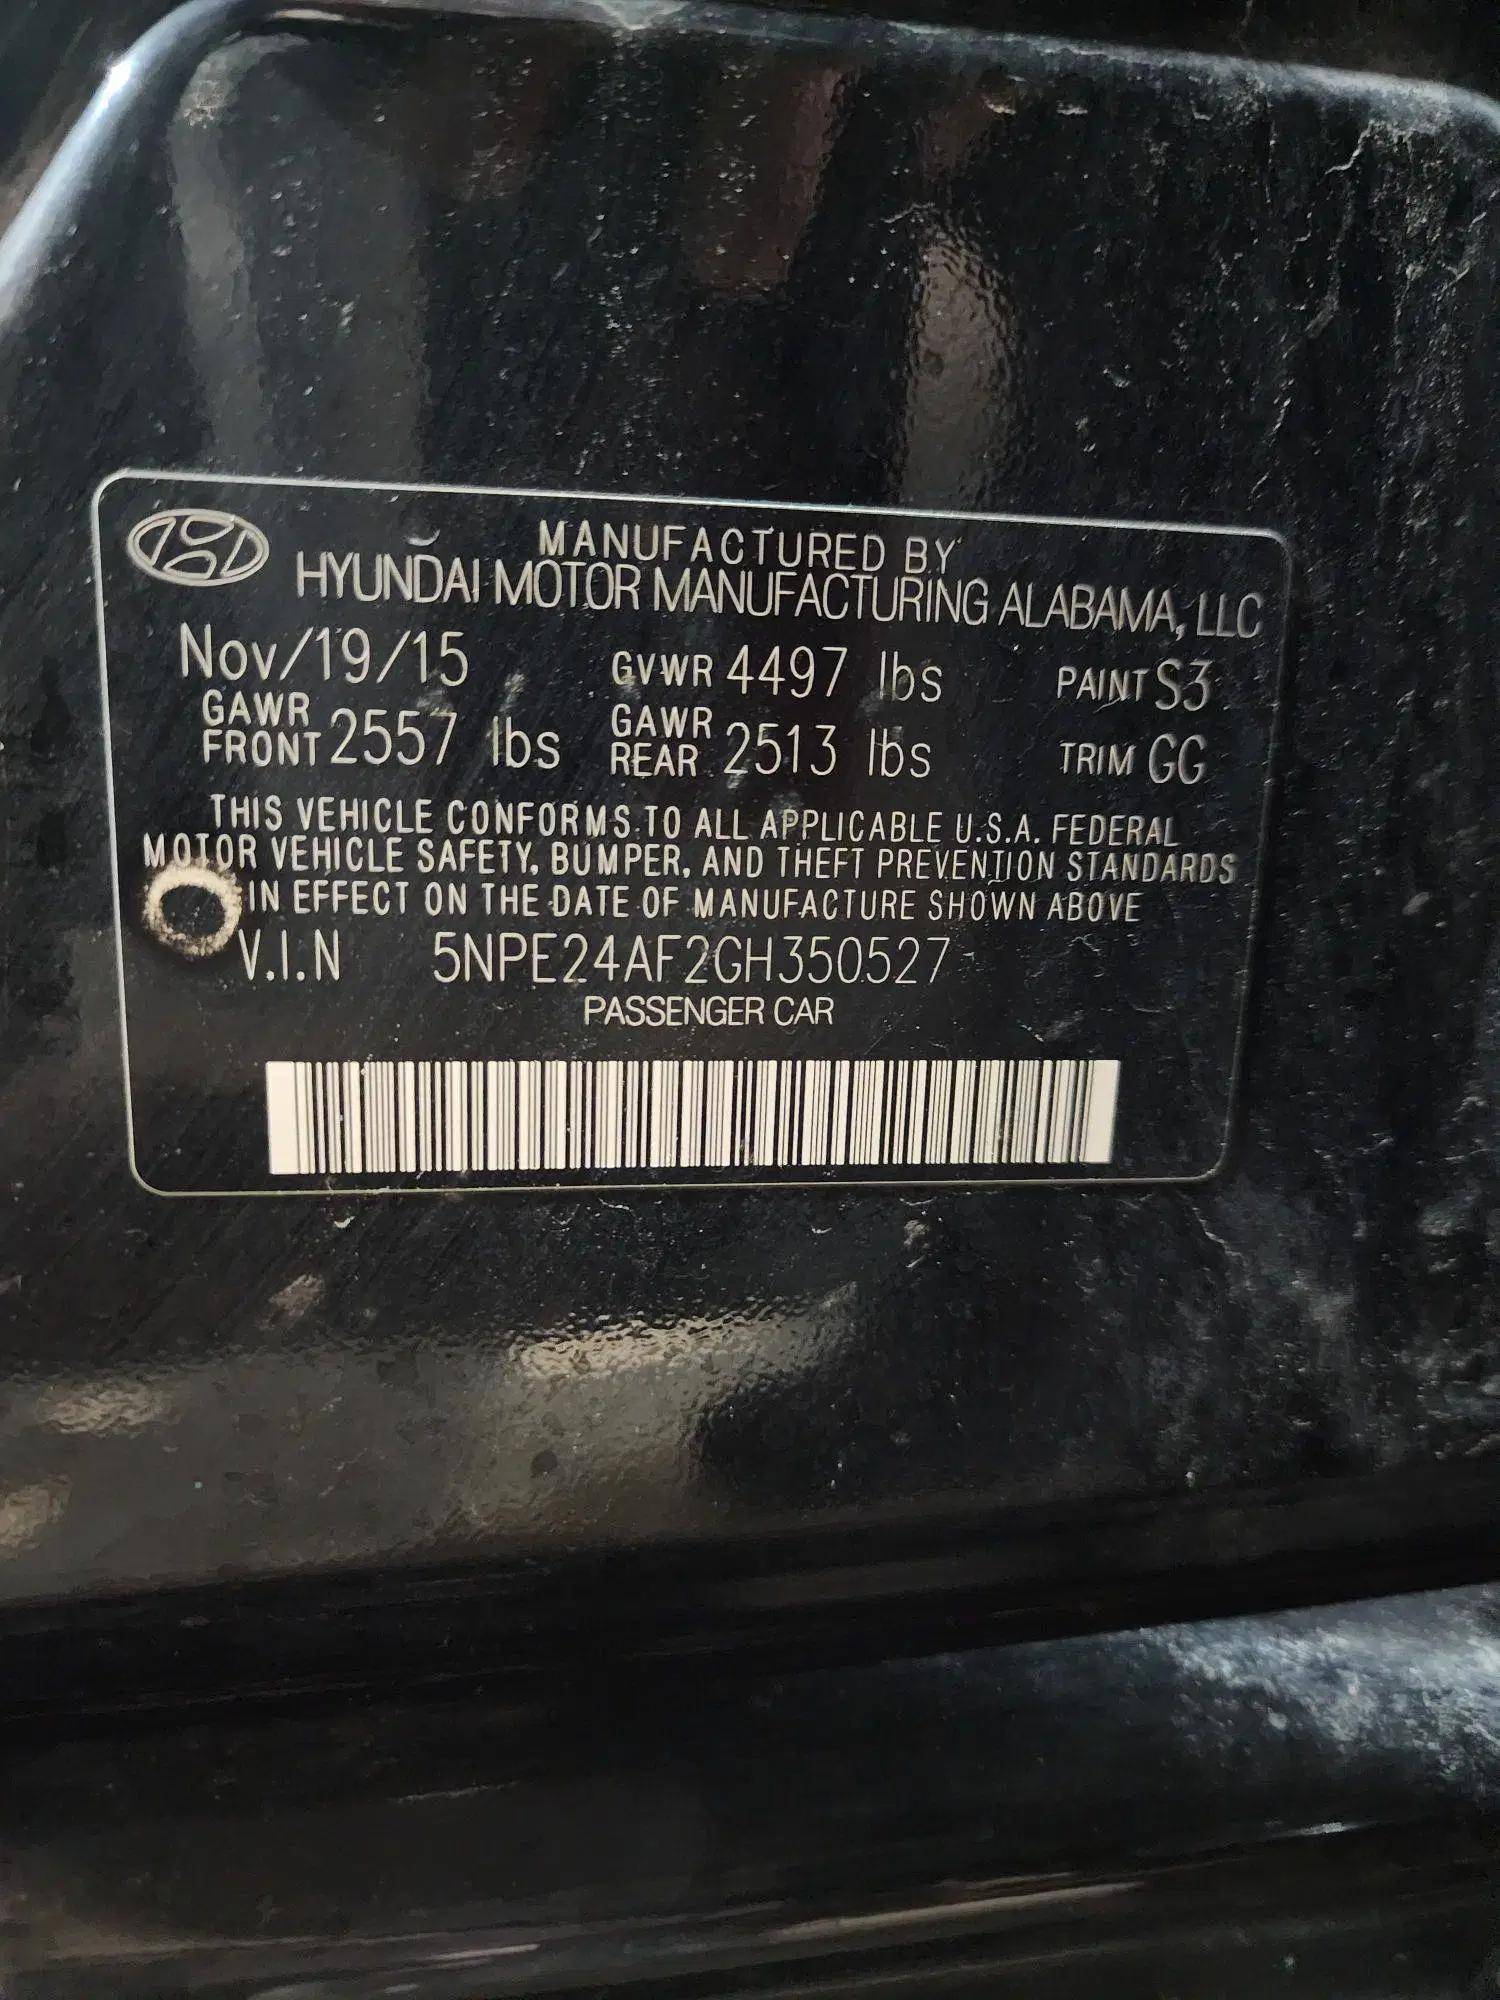 MANUFACTURED BY
HYUNDAI MOTOR MANUFACTURING ALABAMA, LLC
Nov/19/15 GVWR 4497 lbs PAINT S3
GAWR FRONT 2557 lbs GAWR REAR 2513 lbs TRIM GG
THIS VEHICLE CONFORMS TO ALL APPLICABLE U.S.A. FEDERAL
MOTOR VEHICLE SAFETY, BUMPER, AND THEFT PREVENTION STANDARDS
IN EFFECT ON THE DATE OF MANUFACTURE SHOWN ABOVE
V.I.N 5NPE24AF2GH350527
PASSENGER CAR